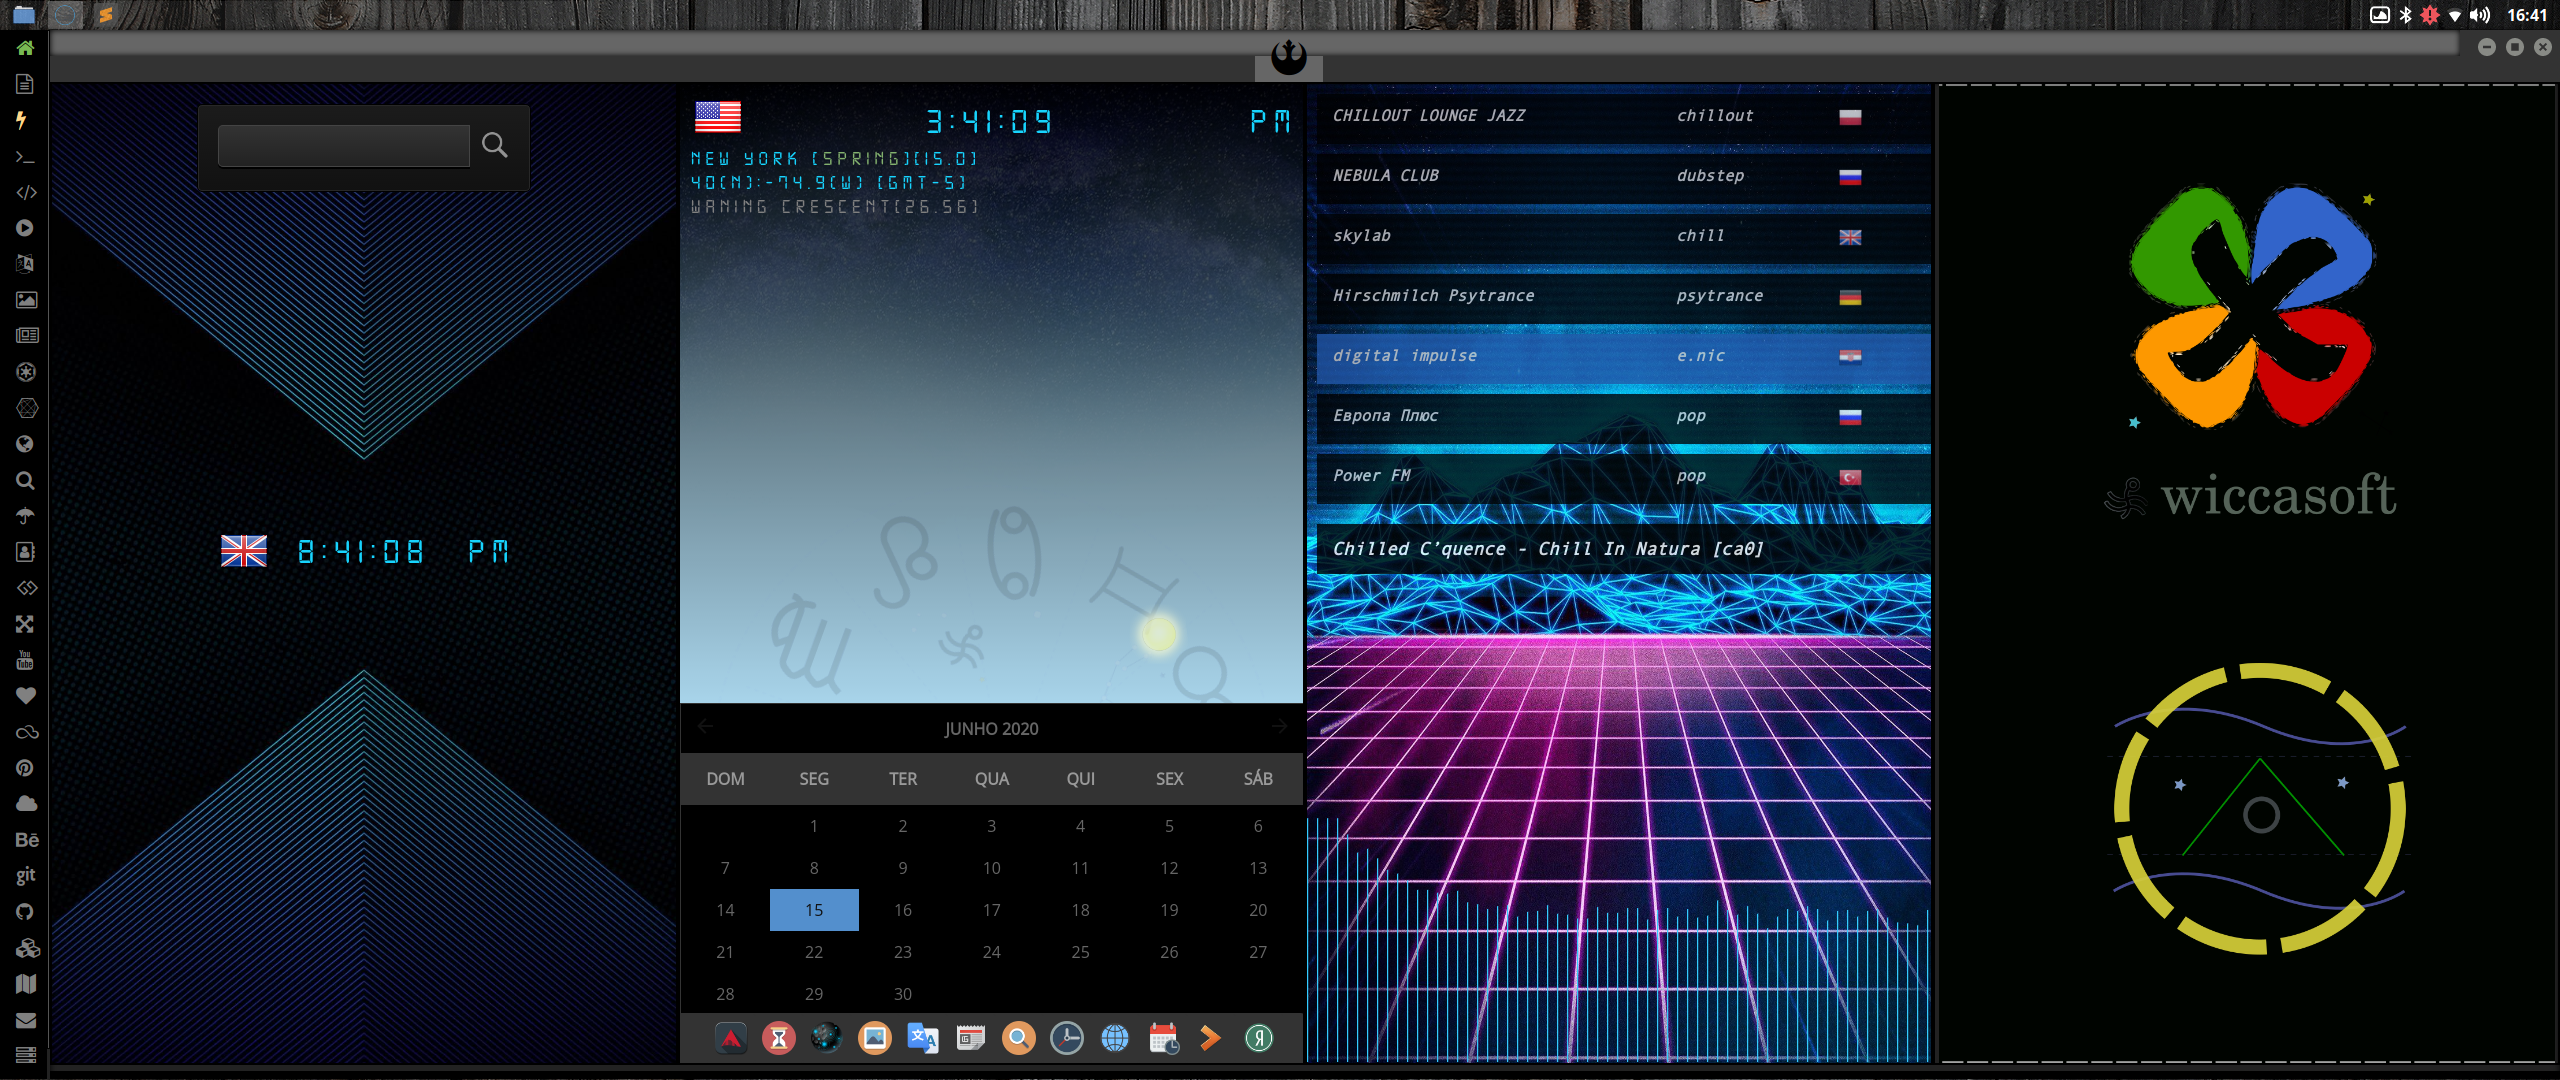 16:41
You
Tube
Bē
git
8:41:08 PM
3:41:09 PM
NEW YORK [SPRING][15.0]
40(N):-74.9(W) [GMT-5]
WANING CRESCENT[26.56]
JUNHO 2020
DOM SEG TER QUA QUI SEX SÁB
1 2 3 4 5 6
7 8 9 10 11 12 13
14 15 16 17 18 19 20
21 22 23 24 25 26 27
28 29 30
CHILLOUT LOUNGE JAZZ chillout
NEBULA CLUB dubstep
skylab chill
Hirschmilch Psytrance psytrance
digital impulse e.nic
Европа Плюс pop
Power FM pop
Chilled C'quence - Chill In Natura [ca0]
wiccasoft